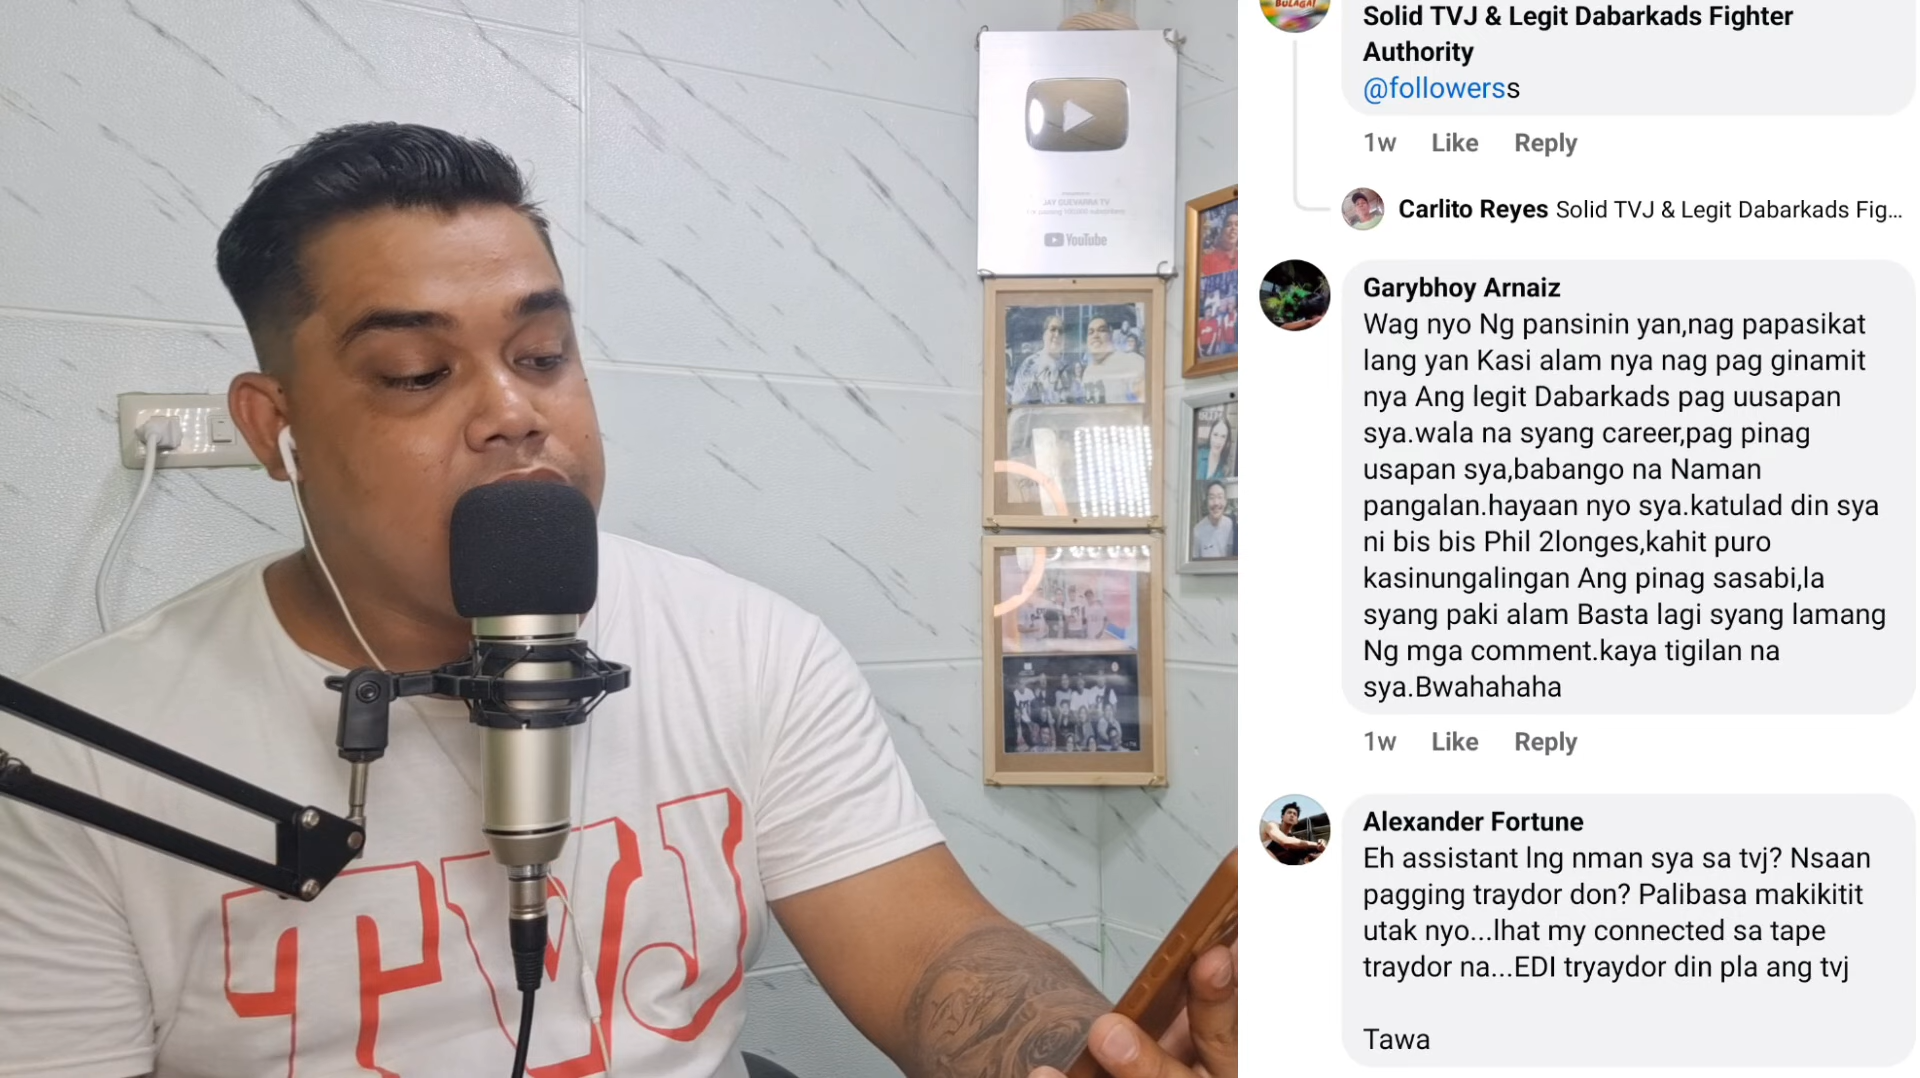 BULAGA!
Solid TVJ & Legit Dabarkads Fighter
Authority
@followerss
1w Like Reply
Carlito Reyes Solid TVJ & Legit Dabarkads Fig...
Garybhoy Arnaiz
Wag nyo Ng pansinin yan,nag papasikat
lang yan Kasi alam nya nag pag ginamit
nya Ang legit Dabarkads pag uusapan
sya.wala na syang career,pag pinag
usapan sya,babango na Naman
pangalan.hayaan nyo sya.katulad din sya
ni bis bis Phil 2longes,kahit puro
kasinungalingan Ang pinag sasabi,la
syang paki alam Basta lagi syang lamang
Ng mga comment.kaya tigilan na
sya.Bwahahaha
1w Like Reply
Alexander Fortune
Eh assistant lng nman sya sa tvj? Nsaan
pagging traydor don? Palibasa makikitit
utak nyo...lhat my connected sa tape
traydor na...EDI tryaydor din pla ang tvj
Tawa
JAY GUEVARRA TV
YouTube
TVJ